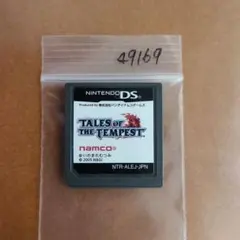 49169
NINTENDO DS
TALES OF
THE TEMPEST
namco
NTR-ALEJ-JPN